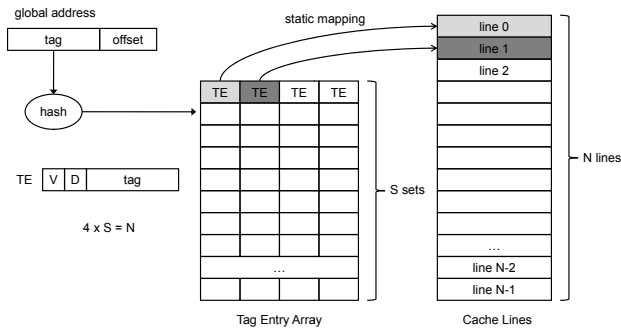 global address
tag offset
hash
TE V D tag
4 x S = N
static mapping
TE TE TE TE
...
S sets
Tag Entry Array
line 0
line 1
line 2
...
line N-2
line N-1
N lines
Cache Lines